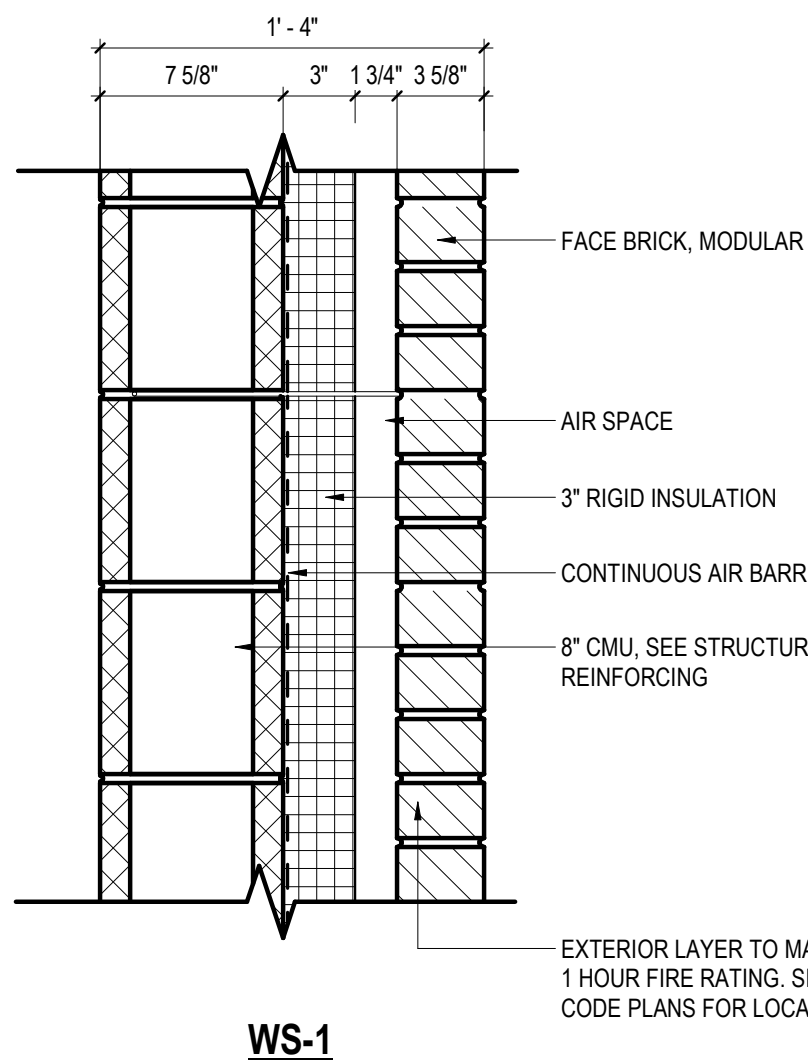 1' - 4"
7 5/8" 3" 1 3/4" 3 5/8"
FACE BRICK, MODULAR
AIR SPACE
3" RIGID INSULATION
CONTINUOUS AIR BARR
8" CMU, SEE STRUCTUR
REINFORCING
EXTERIOR LAYER TO MA
1 HOUR FIRE RATING. S
CODE PLANS FOR LOCA
WS-1